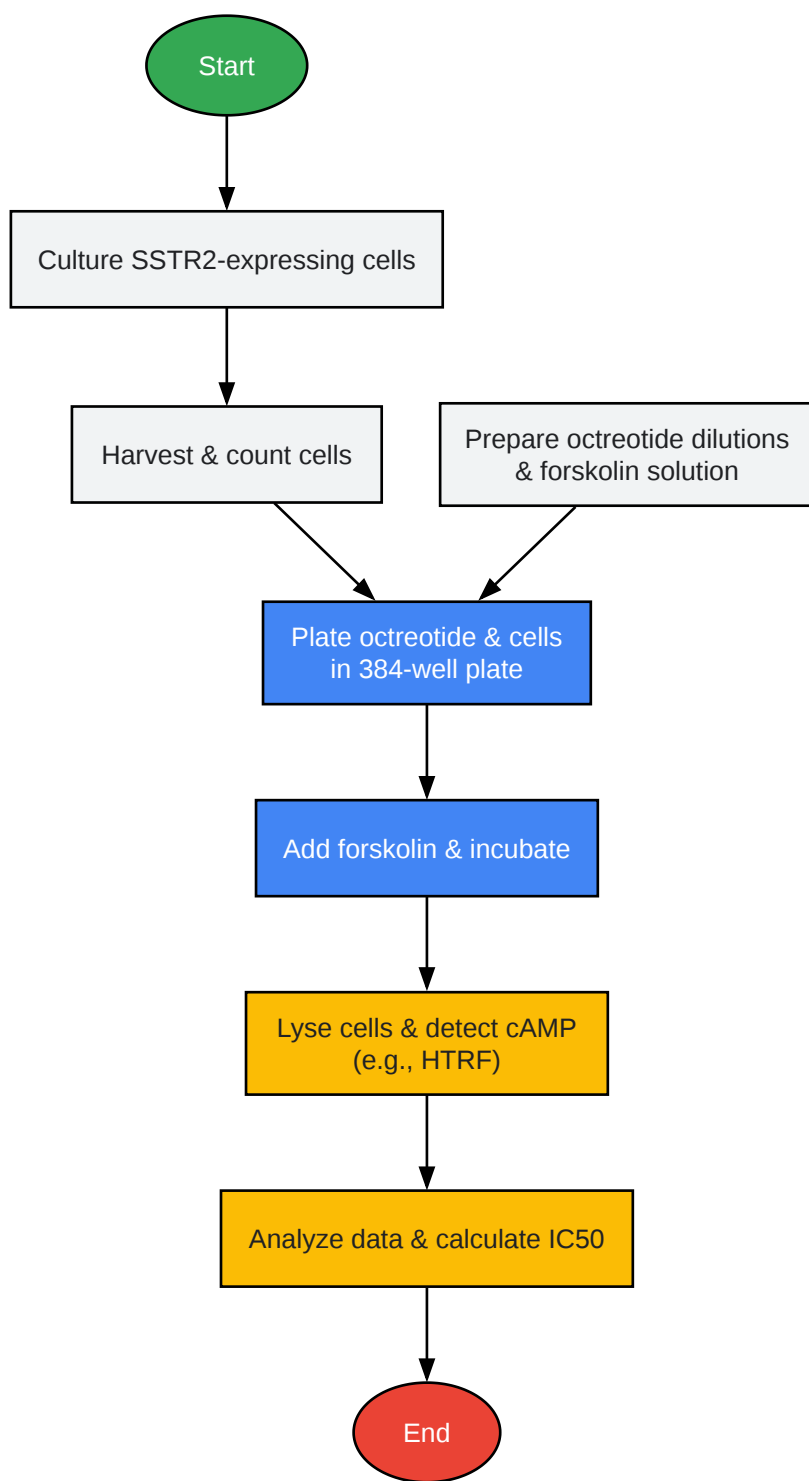 Start
Culture SSTR2-expressing cells
Harvest & count cells
Prepare octreotide dilutions
& forskolin solution
Plate octreotide & cells
in 384-well plate
Add forskolin & incubate
Lyse cells & detect cAMP
(e.g., HTRF)
Analyze data & calculate IC50
End